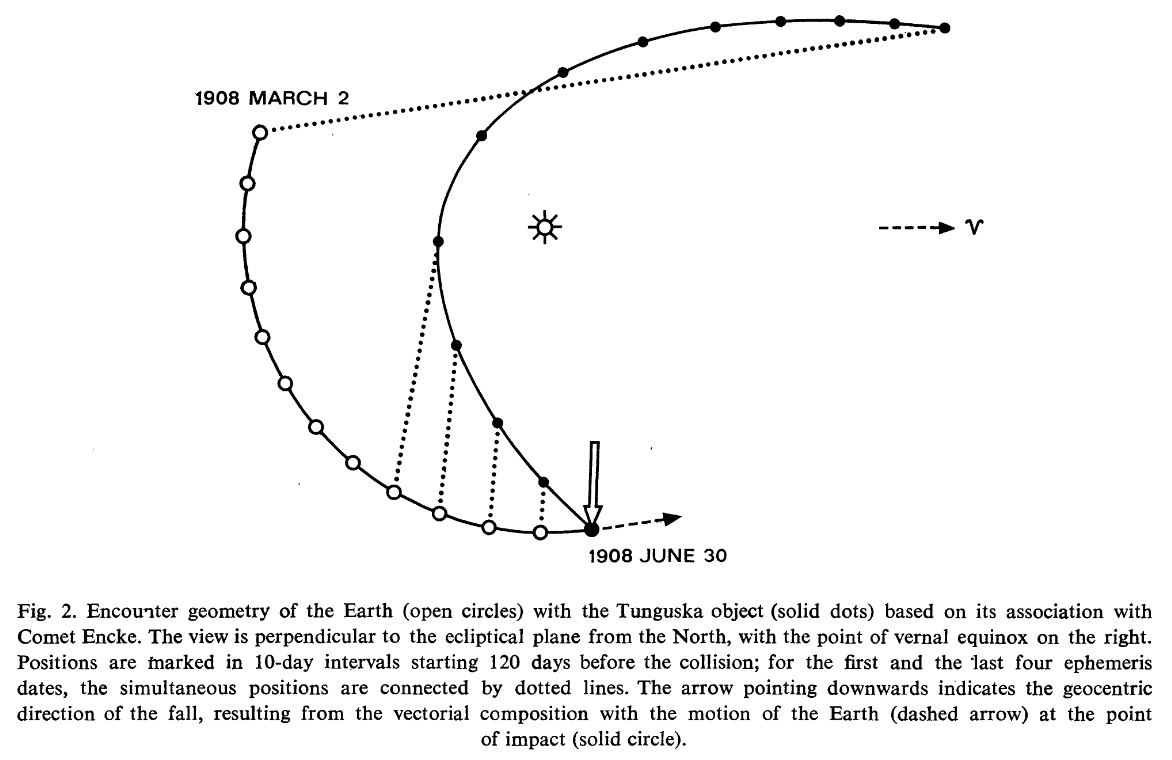 1908 MARCH 2
♈
1908 JUNE 30
Fig. 2. Encounter geometry of the Earth (open circles) with the Tunguska object (solid dots) based on its association with
Comet Encke. The view is perpendicular to the ecliptical plane from the North, with the point of vernal equinox on the right.
Positions are marked in 10-day intervals starting 120 days before the collision; for the first and the last four ephemeris
dates, the simultaneous positions are connected by dotted lines. The arrow pointing downwards indicates the geocentric
direction of the fall, resulting from the vectorial composition with the motion of the Earth (dashed arrow) at the point
of impact (solid circle).